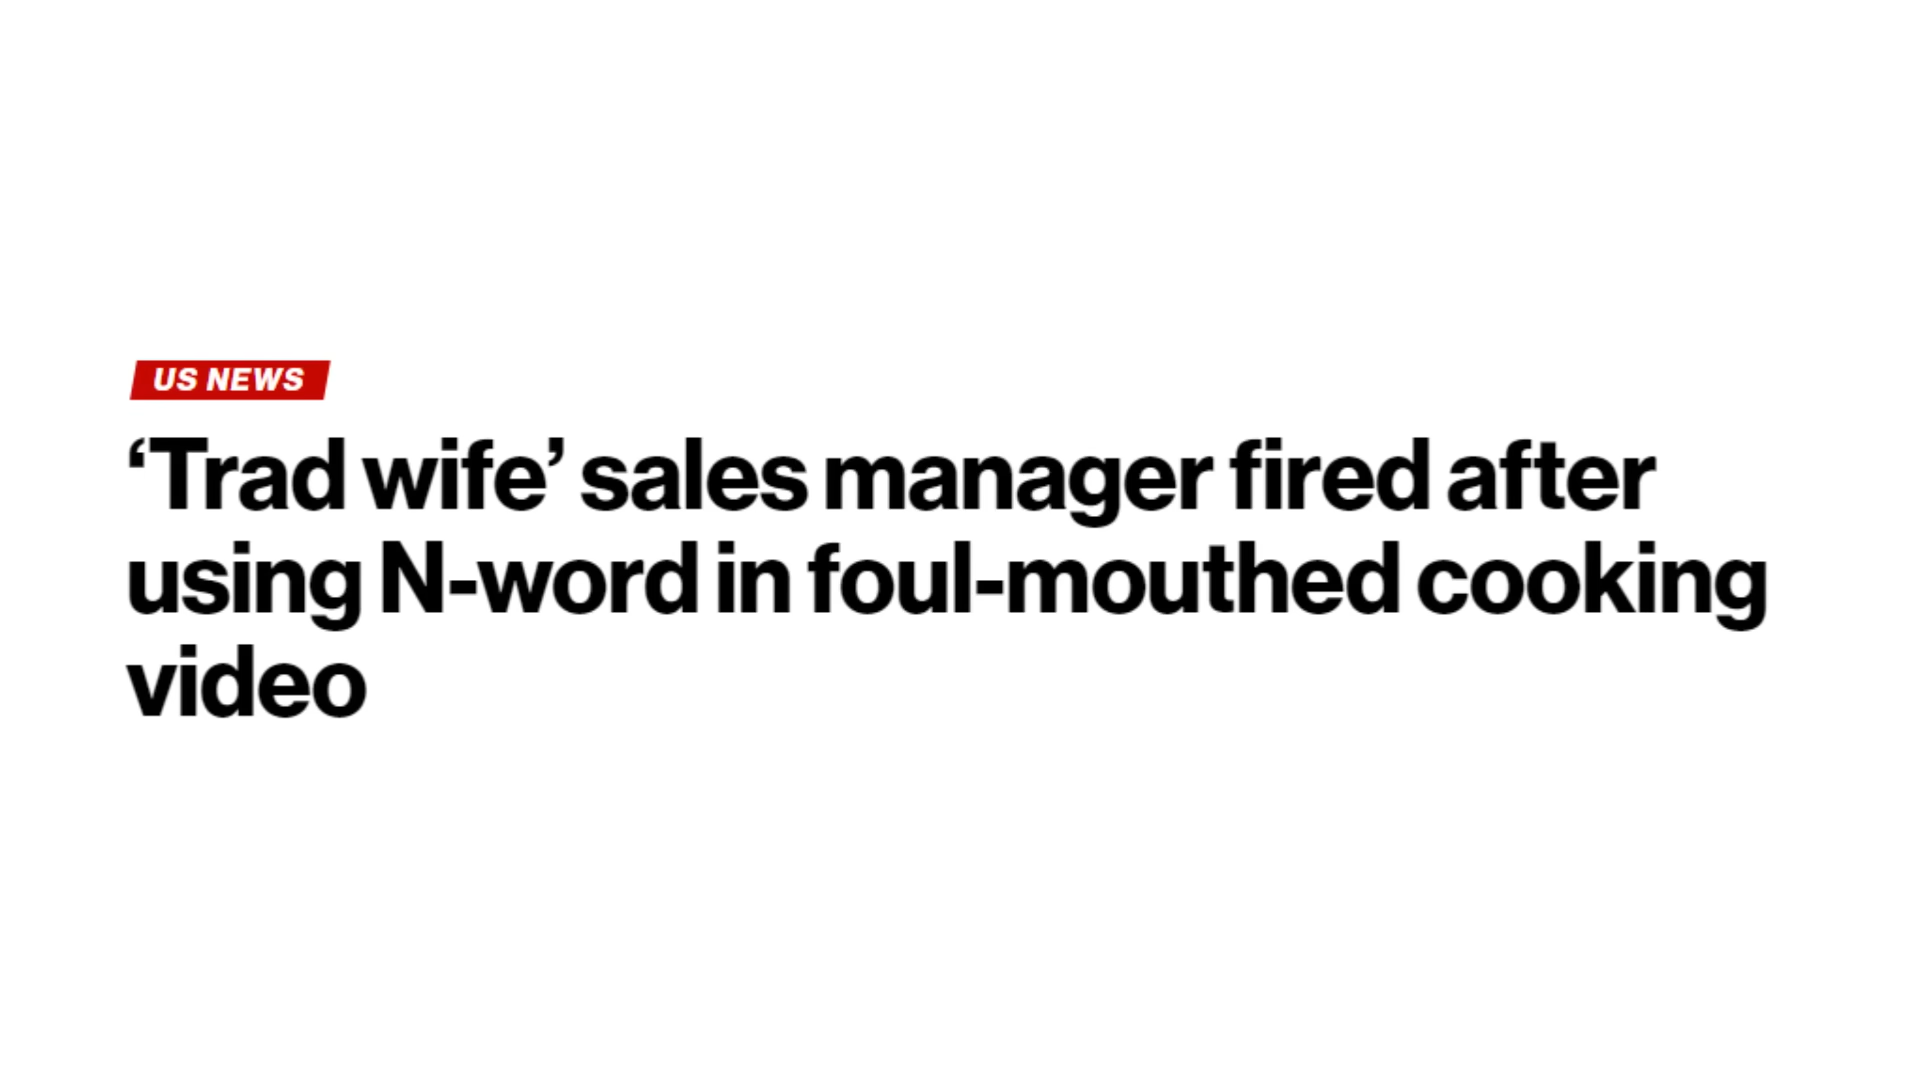 US NEWS
‘Trad wife’ sales manager fired after
using N-word in foul-mouthed cooking
video